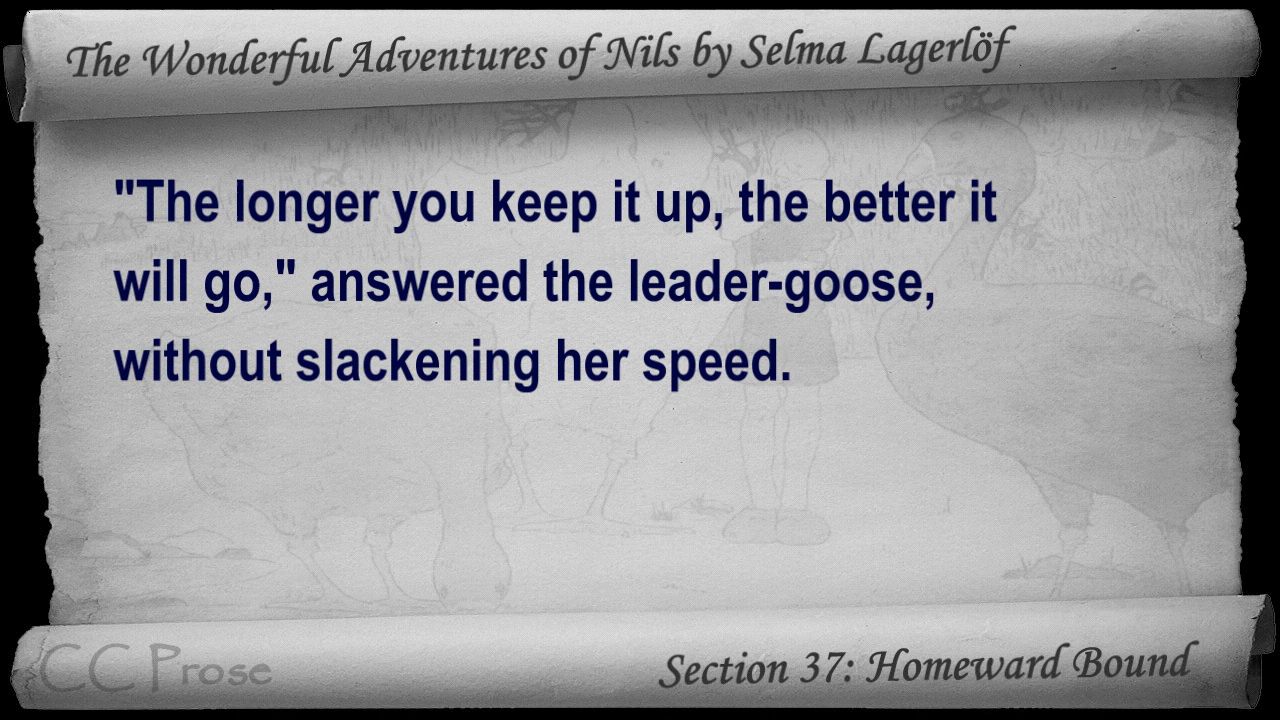 The Wonderful Adventures of Nils by Selma Lagerlöf
"The longer you keep it up, the better it
will go," answered the leader-goose,
without slackening her speed.
CC Prose
Section 37: Homeward Bound